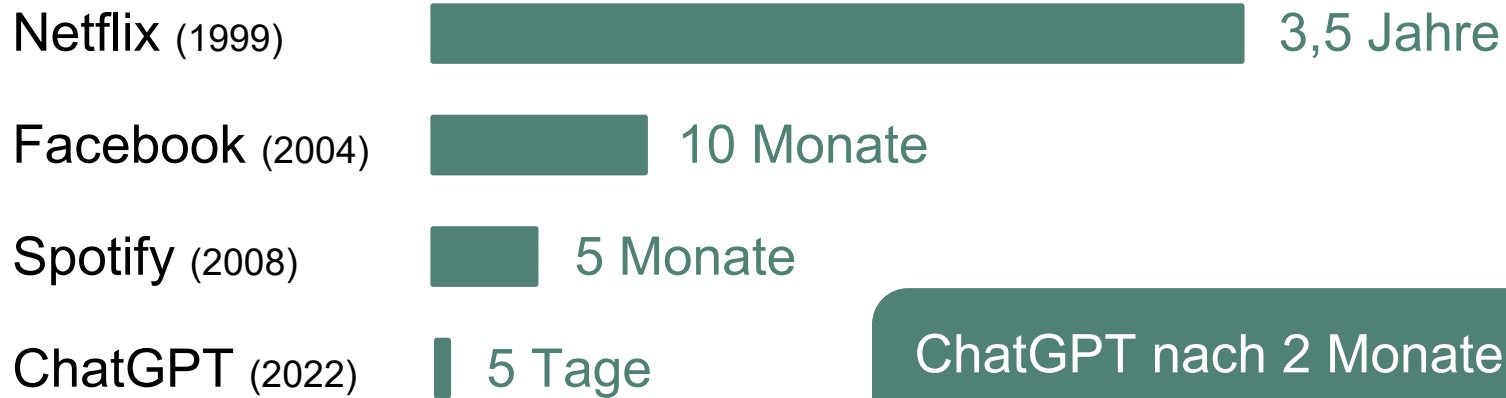 Netflix (1999) 3,5 Jahre
Facebook (2004) 10 Monate
Spotify (2008) 5 Monate
ChatGPT (2022) 5 Tage
ChatGPT nach 2 Monate